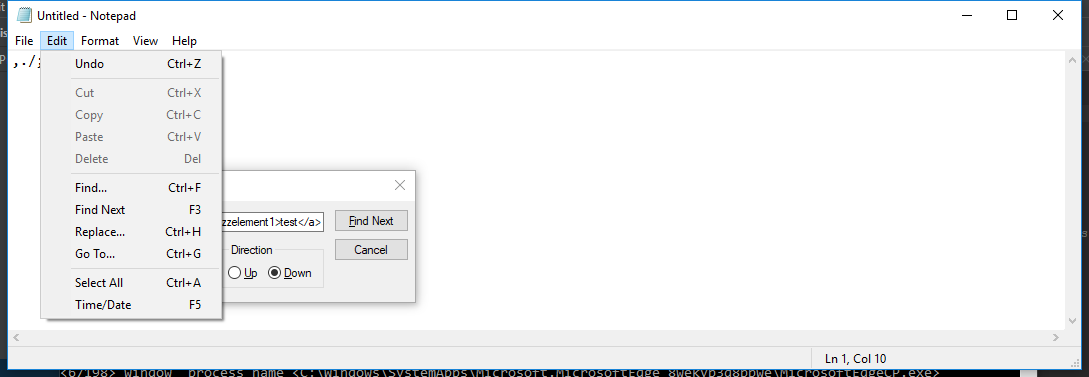 Untitled - Notepad
File Edit Format View Help
,./;
Undo Ctrl+Z
Cut Ctrl+X
Copy Ctrl+C
Paste Ctrl+V
Delete Del
Find... Ctrl+F
Find Next F3
Replace... Ctrl+H
Go To... Ctrl+G
Select All Ctrl+A
Time/Date F5
zzelement1>test</a> Find Next
Direction Cancel
Up Down
Ln 1, Col 10
<6/198> window process name <C:\Windows\SystemApps\Microsoft.MicrosoftEdge_8wekyb3d8bbwe\MicrosoftEdgeCP.exe>